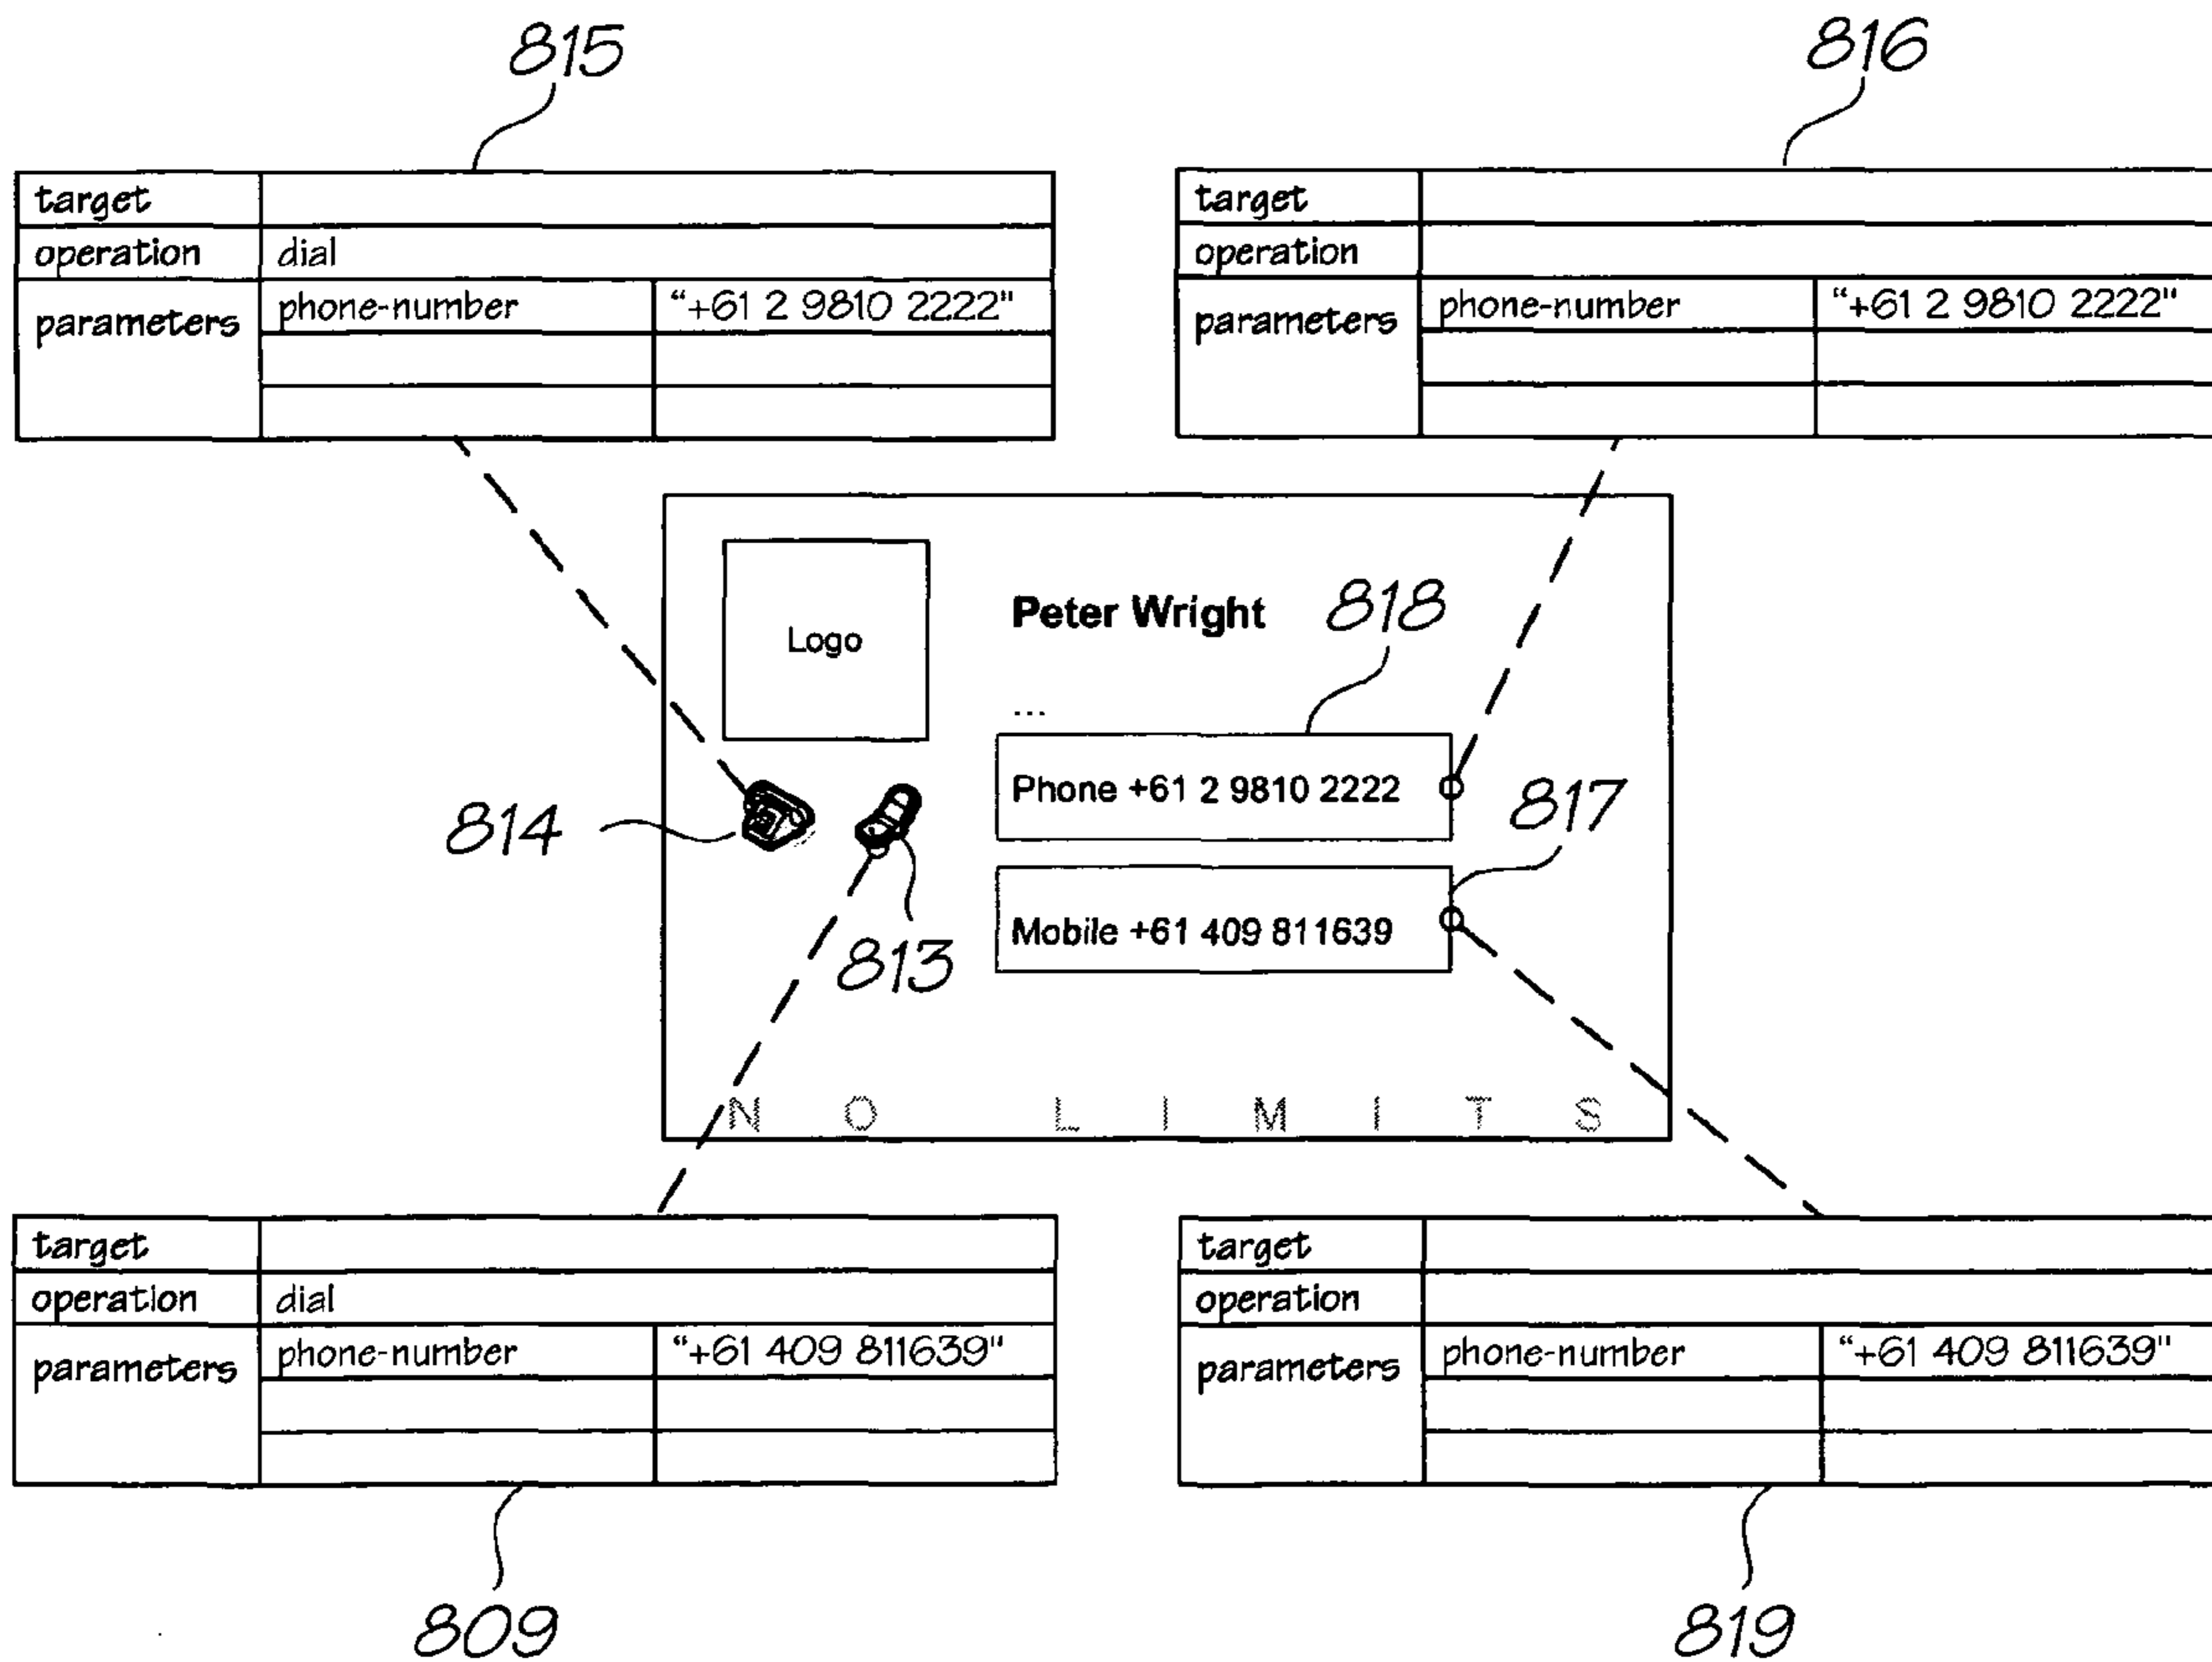 815
816
target
operation dial
parameters phone-number "+61 2 9810 2222"
target
operation
parameters phone-number "+61 2 9810 2222"
Logo
Peter Wright
818
...
Phone +61 2 9810 2222
817
814
813
Mobile +61 409 811639
N O L I M I T S
target
operation dial
parameters phone-number "+61 409 811639"
target
operation
parameters phone-number "+61 409 811639"
809
819